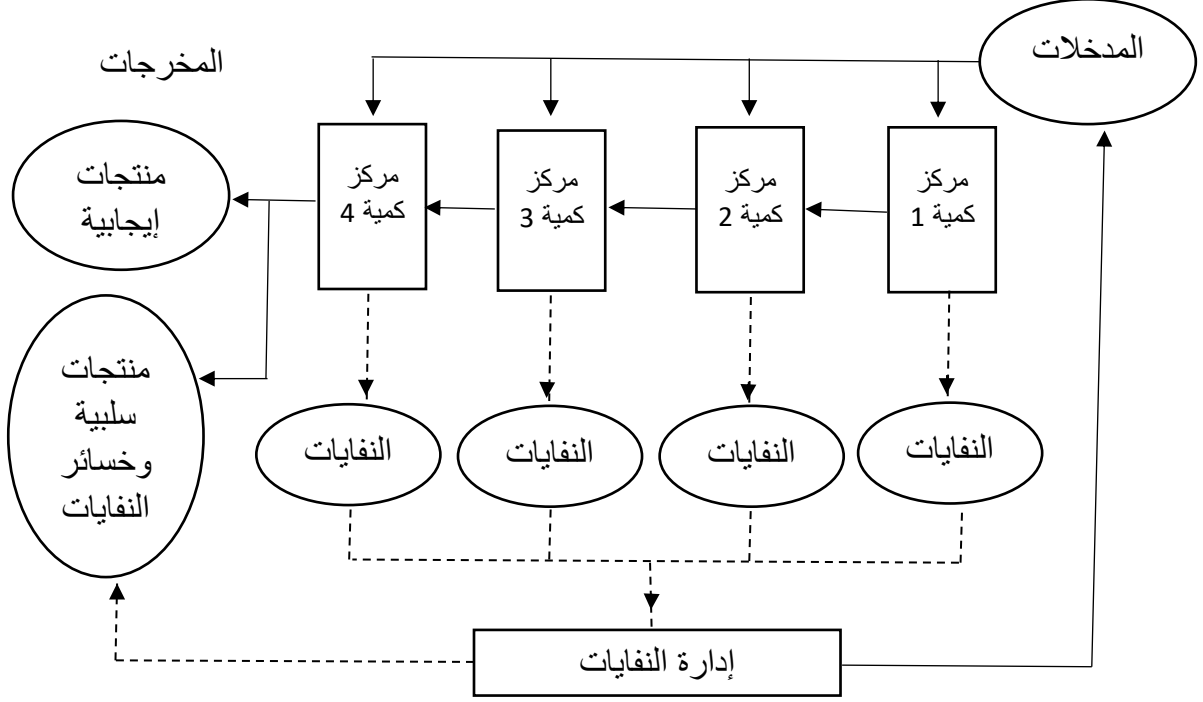 المدخلات
المخرجات
مركز
كمية 1
مركز
كمية 2
مركز
كمية 3
مركز
كمية 4
منتجات
إيجابية
منتجات
سلبية
وخسائر
النفايات
النفايات
النفايات
النفايات
النفايات
إدارة النفايات